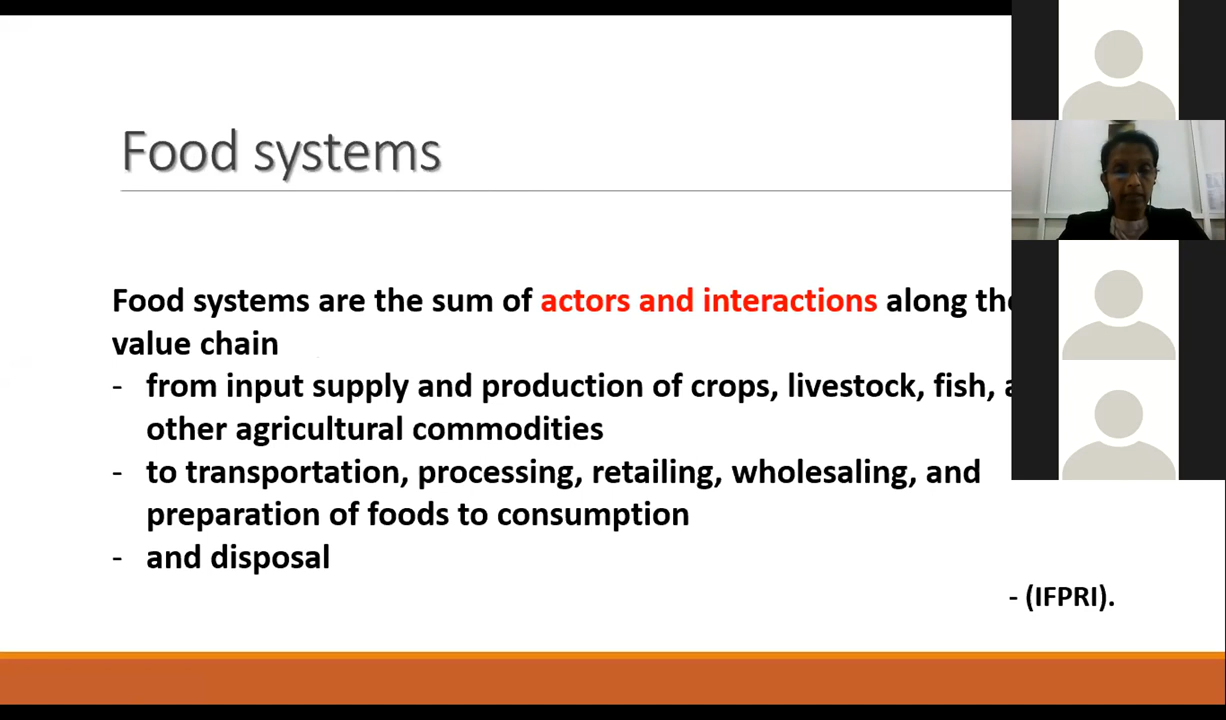 Food systems
Food systems are the sum of actors and interactions along the
value chain
- from input supply and production of crops, livestock, fish,
other agricultural commodities
- to transportation, processing, retailing, wholesaling, and
preparation of foods to consumption
- and disposal
- (IFPRI).